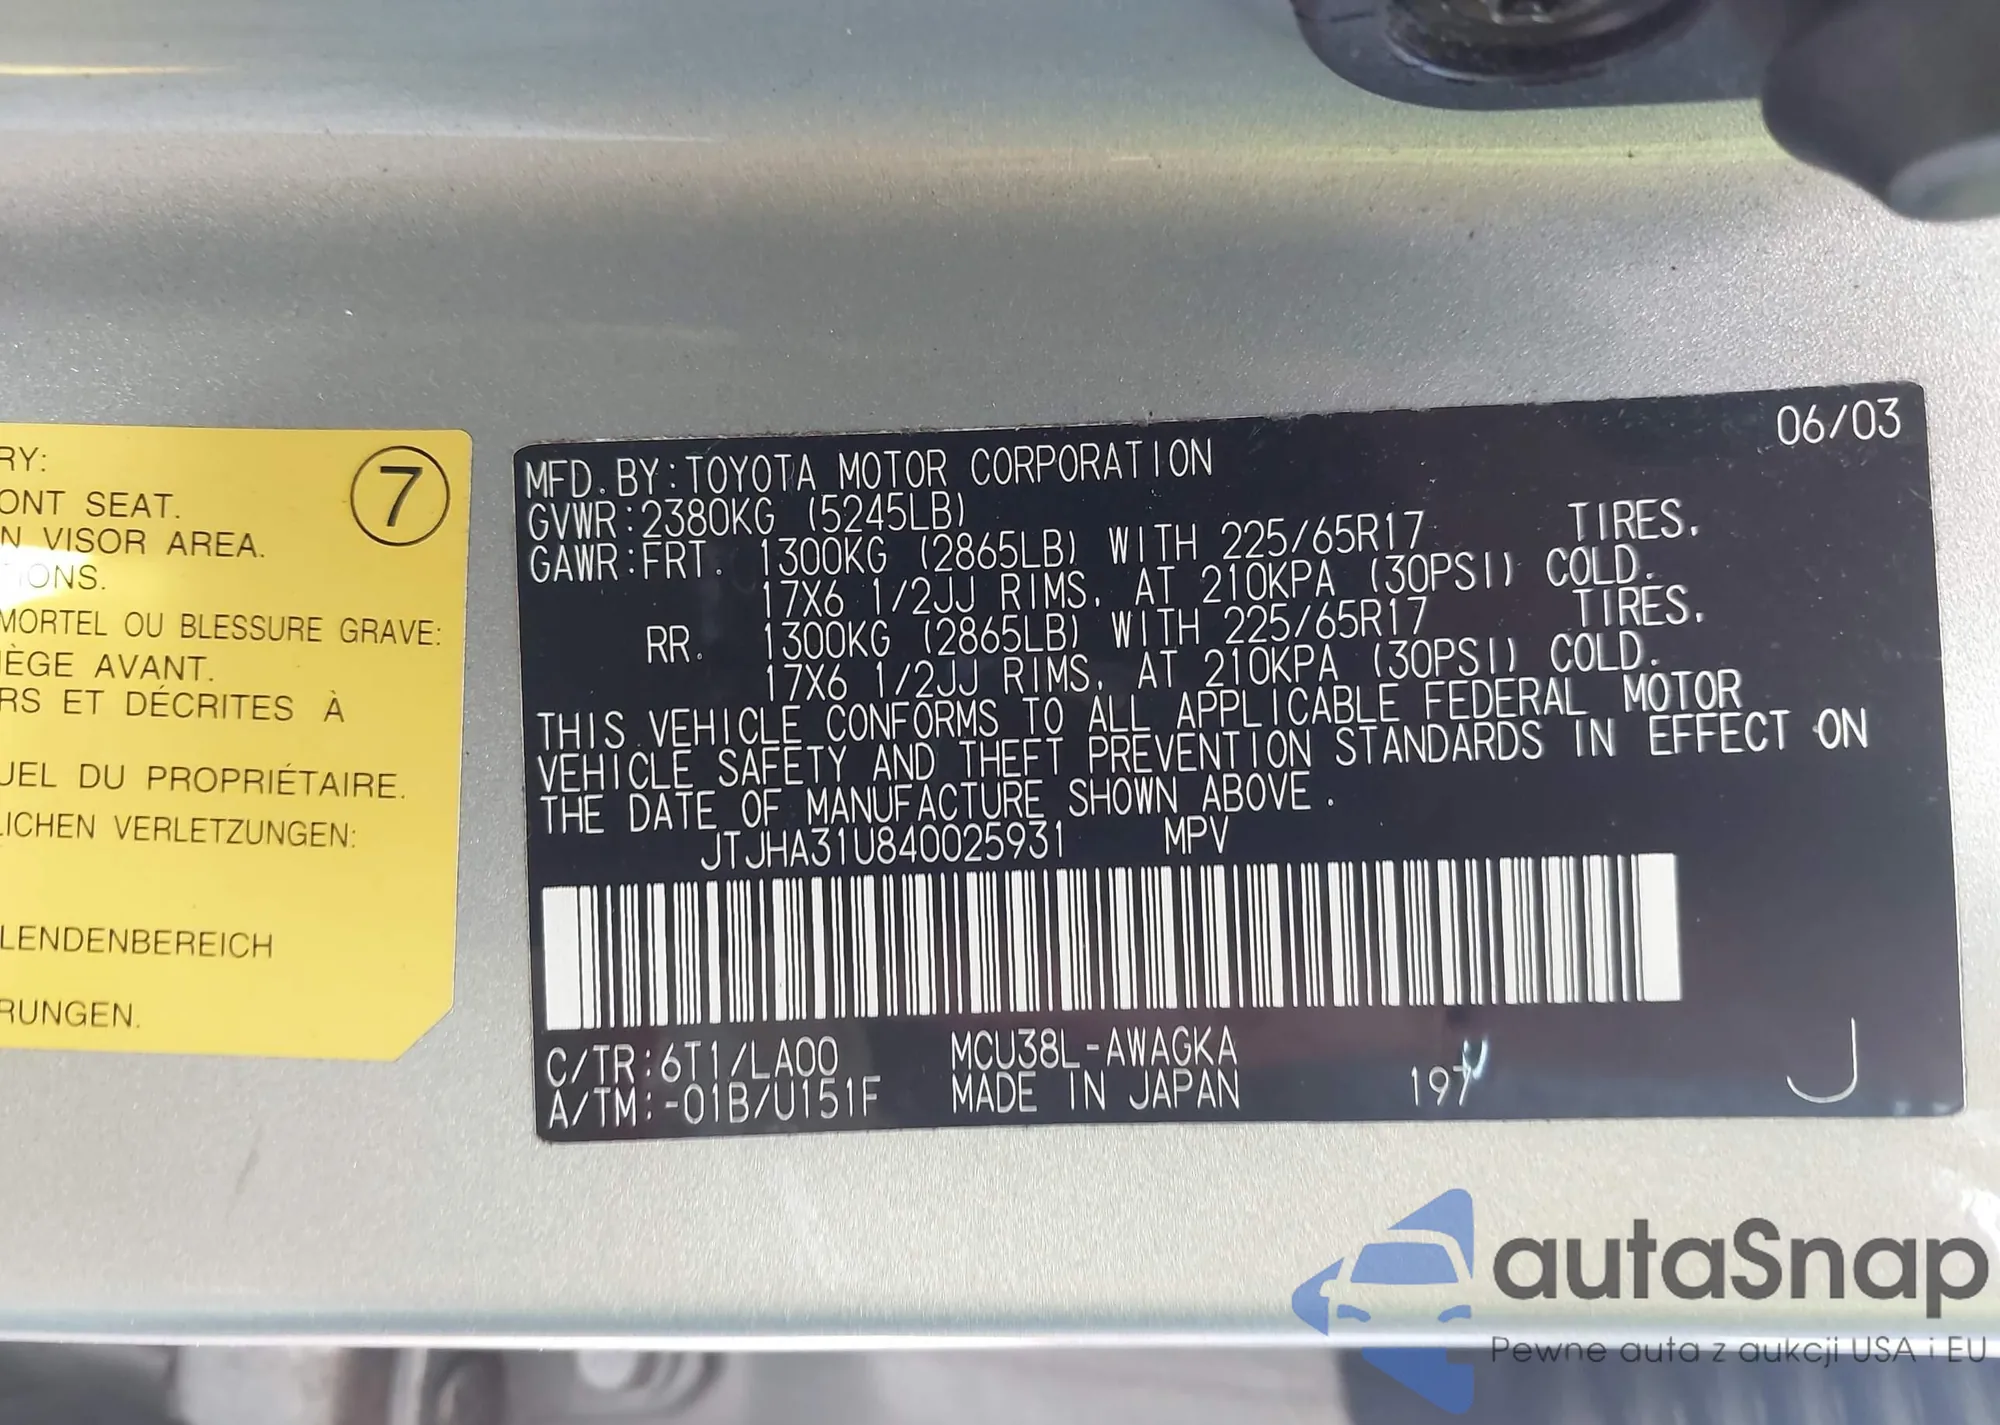 RY:
ONT SEAT.
N VISOR AREA.
IONS.
MORTEL OU BLESSURE GRAVE:
IÈGE AVANT.
RS ET DÉCRITES À
UEL DU PROPRIÉTAIRE.
LICHEN VERLETZUNGEN:
LENDENBEREICH
RUNGEN.
7
06/03
MFD. BY: TOYOTA MOTOR CORPORATION
GVWR: 2380KG (5245LB)
GAWR: FRT. 1300KG (2865LB) WITH 225/65R17 TIRES,
17X6 1/2JJ RIMS, AT 210KPA (30PSI) COLD.
RR. 1300KG (2865LB) WITH 225/65R17 TIRES,
17X6 1/2JJ RIMS, AT 210KPA (30PSI) COLD.
THIS VEHICLE CONFORMS TO ALL APPLICABLE FEDERAL MOTOR
VEHICLE SAFETY AND THEFT PREVENTION STANDARDS IN EFFECT ON
THE DATE OF MANUFACTURE SHOWN ABOVE.
JTJHA31U840025931 MPV
C/TR: 6T1/LA00 MCU38L-AWAGKA
A/TM: -01B/U151F MADE IN JAPAN 197 J
autaSnap
Pewne auta z aukcji USA i EU